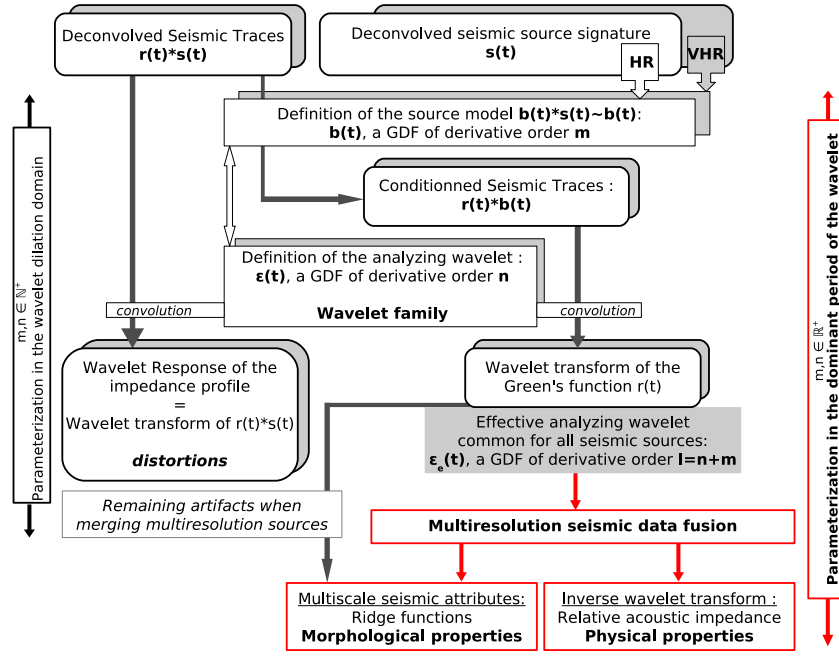 Deconvolved Seismic Traces
r(t)*s(t)
Deconvolved seismic source signature
s(t)
HR
VHR
Definition of the source model b(t)*s(t)~b(t):
b(t), a GDF of derivative order m
Conditionned Seismic Traces :
r(t)*b(t)
Definition of the analyzing wavelet :
ε(t), a GDF of derivative order n
Wavelet family
convolution
convolution
Wavelet Response of the
impedance profile
=
Wavelet transform of r(t)*s(t)
distortions
Wavelet transform of the
Green's function r(t)
Effective analyzing wavelet
common for all seismic sources:
εe(t), a GDF of derivative order l=n+m
Remaining artifacts when
merging multiresolution sources
Multiresolution seismic data fusion
Multiscale seismic attributes:
Ridge functions
Morphological properties
Inverse wavelet transform :
Relative acoustic impedance
Physical properties
m,n ∈ ℕ⁺
Parameterization in the wavelet dilation domain
m,n ∈ ℝ⁺
Parameterization in the dominant period of the wavelet